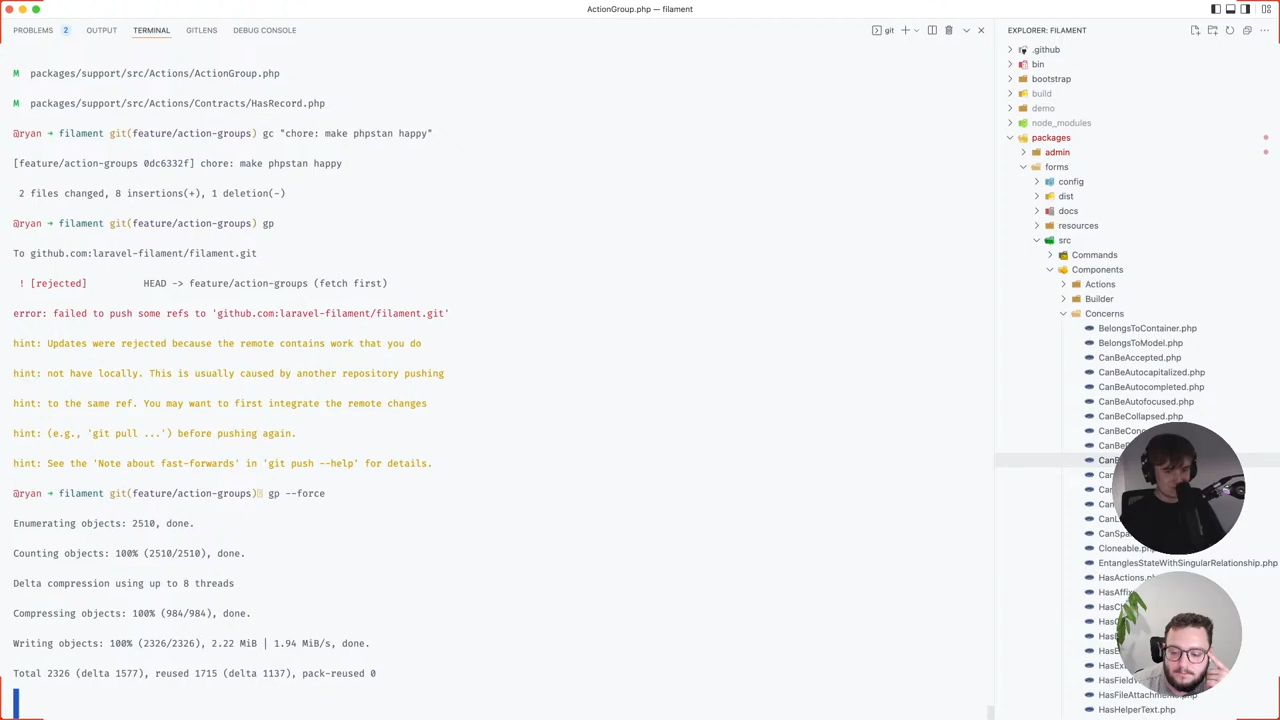 ActionGroup.php — filament
PROBLEMS 2 OUTPUT TERMINAL GITLENS DEBUG CONSOLE
git
M packages/support/src/Actions/ActionGroup.php
M packages/support/src/Actions/Contracts/HasRecord.php
@ryan → filament git(feature/action-groups) gc "chore: make phpstan happy"
[feature/action-groups 0dc6332f] chore: make phpstan happy
2 files changed, 8 insertions(+), 1 deletion(-)
@ryan → filament git(feature/action-groups) gp
To github.com:laravel-filament/filament.git
! [rejected] HEAD -> feature/action-groups (fetch first)
error: failed to push some refs to 'github.com:laravel-filament/filament.git'
hint: Updates were rejected because the remote contains work that you do
hint: not have locally. This is usually caused by another repository pushing
hint: to the same ref. You may want to first integrate the remote changes
hint: (e.g., 'git pull ...') before pushing again.
hint: See the 'Note about fast-forwards' in 'git push --help' for details.
@ryan → filament git(feature/action-groups) gp --force
Enumerating objects: 2510, done.
Counting objects: 100% (2510/2510), done.
Delta compression using up to 8 threads
Compressing objects: 100% (984/984), done.
Writing objects: 100% (2326/2326), 2.22 MiB | 1.94 MiB/s, done.
Total 2326 (delta 1577), reused 1715 (delta 1137), pack-reused 0
EXPLORER: FILAMENT
.github
bin
bootstrap
build
demo
node_modules
packages
admin
forms
config
dist
docs
resources
src
Commands
Components
Actions
Builder
Concerns
BelongsToContainer.php
BelongsToModel.php
CanBeAccepted.php
CanBeAutocapitalized.php
CanBeAutocompleted.php
CanBeAutofocused.php
CanBeCollapsed.php
Cloneable.php
EntanglesStateWithSingularRelationship.php
HasHelperText.php